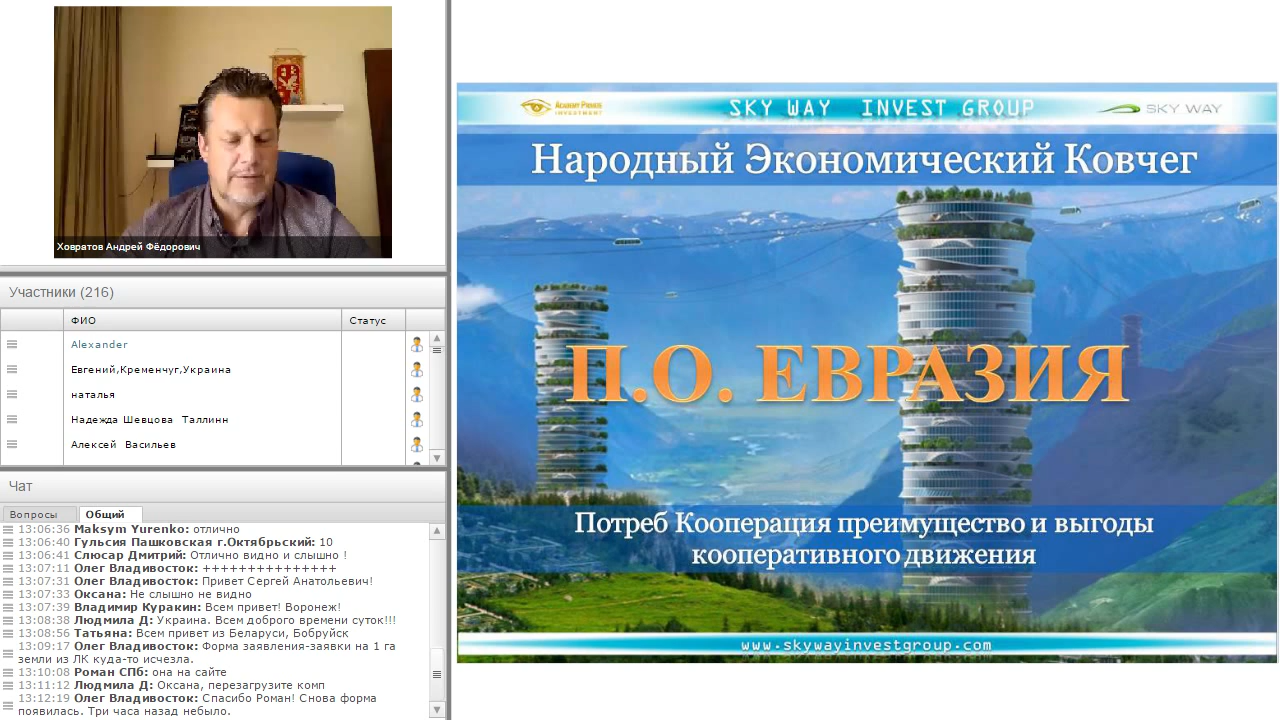 Ховратов Андрей Фёдорович
Участники (216)
ФИО
Статус
Alexander
Евгений,Кременчуг,Украина
наталья
Надежда Шевцова Таллинн
Алексей Васильев
Чат
Вопросы
Общий
13:06:36 Maksym Yurenko: отлично
13:06:40 Гульсия Пашковская г.Октябрьский: 10
13:06:41 Слюсар Дмитрий: Отлично видно и слышно !
13:07:11 Олег Владивосток: +++++++++++++++
13:07:31 Олег Владивосток: Привет Сергей Анатольевич!
13:07:33 Оксана: Не слышно не видно
13:07:39 Владимир Куракин: Всем привет! Воронеж!
13:08:38 Людмила Д: Украина. Всем доброго времени суток!!!
13:08:56 Татьяна: Всем привет из Беларуси, Бобруйск
13:09:17 Олег Владивосток: Форма заявления-заявки на 1 га
земли из ЛК куда-то исчезла.
13:10:08 Роман СПб: она на сайте
13:11:12 Людмила Д: Оксана, перезагрузите комп
13:12:19 Олег Владивосток: Спасибо Роман! Снова форма
появилась. Три часа назад небыло.
ACADEMY PRIVATE
INVESTMENT
SKY WAY INVEST GROUP
SKY WAY
Народный Экономический Ковчег
П.О. ЕВРАЗИЯ
Потреб Кооперация преимущество и выгоды
кооперативного движения
www.skywayinvestgroup.com